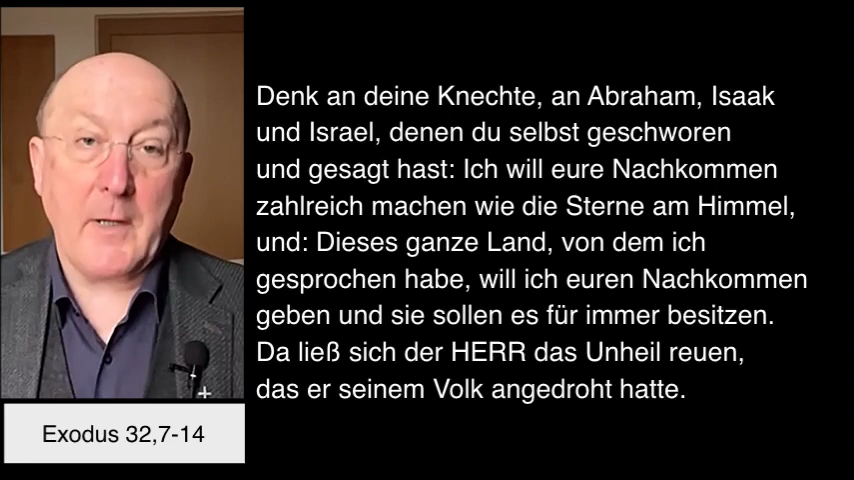 Denk an deine Knechte, an Abraham, Isaak
und Israel, denen du selbst geschworen
und gesagt hast: Ich will eure Nachkommen
zahlreich machen wie die Sterne am Himmel,
und: Dieses ganze Land, von dem ich
gesprochen habe, will ich euren Nachkommen
geben und sie sollen es für immer besitzen.
Da ließ sich der HERR das Unheil reuen,
das er seinem Volk angedroht hatte.
Exodus 32,7-14